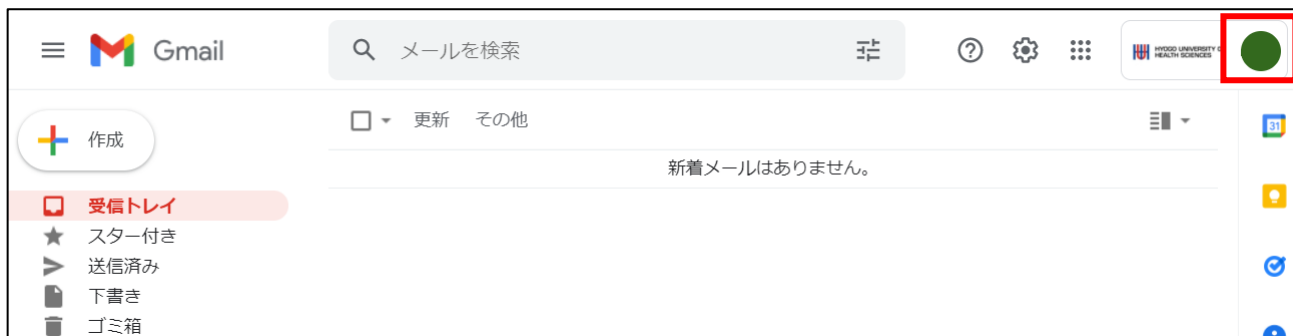 Gmail
メールを検索
HYOGO UNIVERSITY
HEALTH SCIENCES
作成
更新 その他
31
新着メールはありません。
受信トレイ
スター付き
送信済み
下書き
ゴミ箱